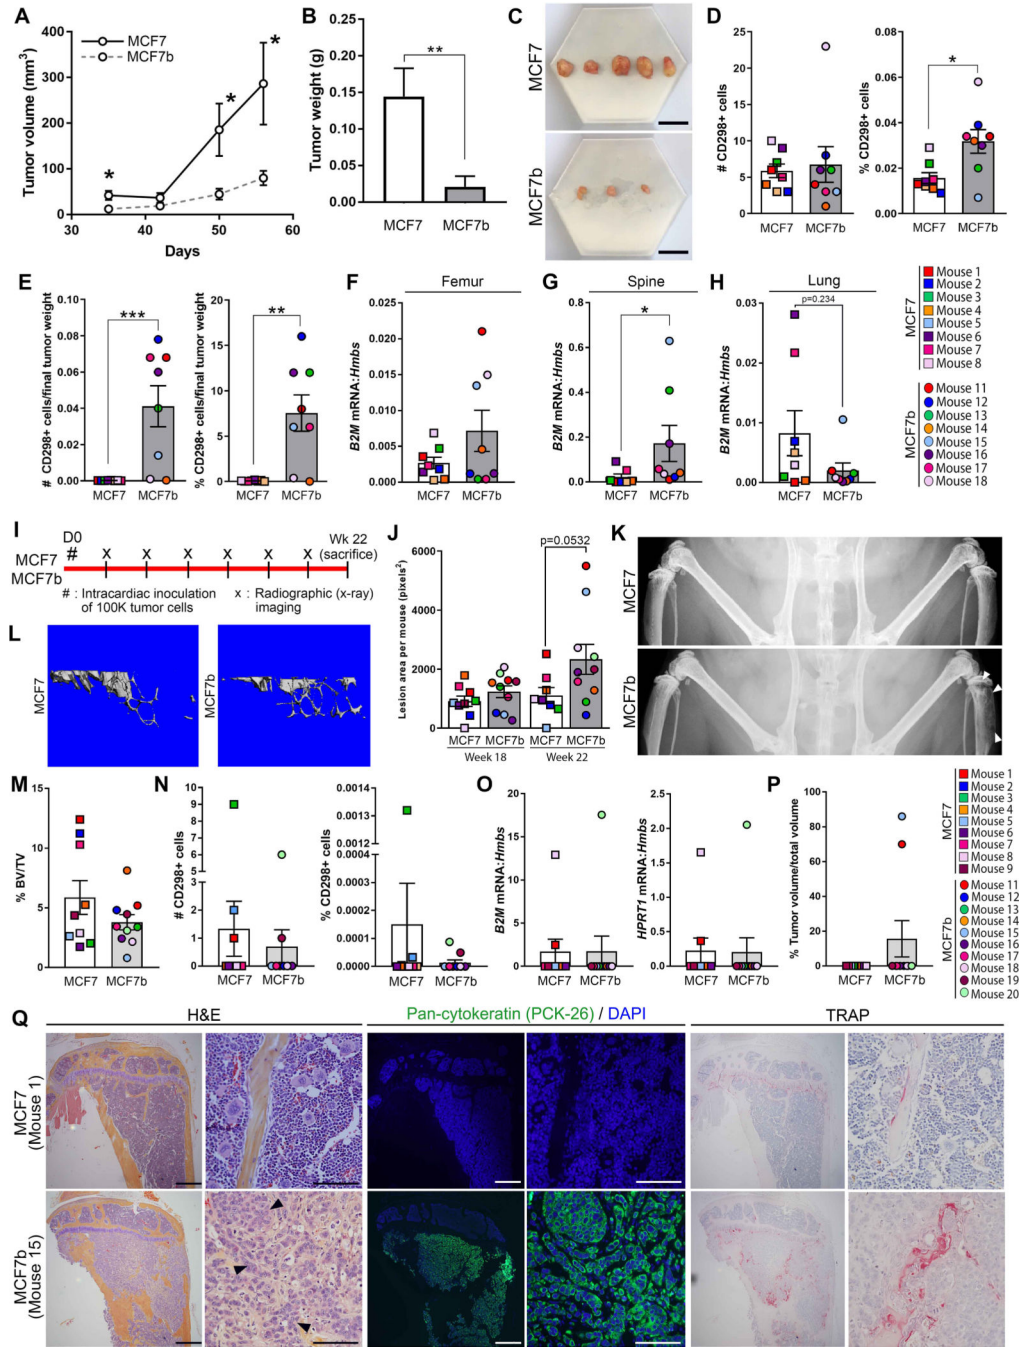 A
Tumor volume (mm3)
400
300
200
100
0
30
40
50
60
Days
MCF7
MCF7b
*
*
*
B
Tumor weight (g)
0.25
0.20
0.15
0.10
0.05
0.00
**
MCF7
MCF7b
C
MCF7
MCF7b
D
# CD298+ cells
25
20
15
10
5
0
MCF7
MCF7b
% CD298+ cells
0.08
0.06
0.04
0.02
0.00
*
MCF7
MCF7b
E
# CD298+ cells/final tumor weight
0.10
0.08
0.06
0.04
0.02
0.00
***
MCF7
MCF7b
% CD298+ cells/final tumor weight
20
15
10
5
0
**
MCF7
MCF7b
F
Femur
B2M mRNA:Hmbs
0.025
0.020
0.015
0.010
0.005
0.000
MCF7
MCF7b
G
Spine
B2M mRNA:Hmbs
0.8
0.6
0.4
0.2
0.0
*
MCF7
MCF7b
H
Lung
B2M mRNA:Hmbs
0.03
0.02
0.01
0.00
p=0.234
MCF7
MCF7b
MCF7
Mouse 1
Mouse 2
Mouse 3
Mouse 4
Mouse 5
Mouse 6
Mouse 7
Mouse 8
MCF7b
Mouse 11
Mouse 12
Mouse 13
Mouse 14
Mouse 15
Mouse 16
Mouse 17
Mouse 18
I
D0
#
MCF7
MCF7b
x x x x x x
Wk 22
(sacrifice)
# : Intracardiac inoculation
of 100K tumor cells
x : Radiographic (x-ray)
imaging
J
Lesion area per mouse (pixels2)
6000
4000
2000
0
p=0.0532
MCF7 MCF7b MCF7 MCF7b
Week 18
Week 22
K
MCF7
MCF7b
L
MCF7
MCF7b
M
% BV/TV
15
10
5
0
MCF7
MCF7b
N
# CD298+ cells
10
9
8
7
6
5
4
3
2
1
0
MCF7
MCF7b
% CD298+ cells
0.0014
0.0013
0.0012
0.0004
0.0003
0.0002
0.0001
0.0000
MCF7
MCF7b
O
B2M mRNA:Hmbs
20
15
10
5
0
MCF7
MCF7b
HPRT1 mRNA:Hmbs
2.5
2.0
1.5
1.0
0.5
0.0
MCF7
MCF7b
P
% Tumor volume/total volume
100
80
60
40
20
0
MCF7
MCF7b
MCF7
Mouse 1
Mouse 2
Mouse 3
Mouse 4
Mouse 5
Mouse 6
Mouse 7
Mouse 8
Mouse 9
MCF7b
Mouse 11
Mouse 12
Mouse 13
Mouse 14
Mouse 15
Mouse 16
Mouse 17
Mouse 18
Mouse 19
Mouse 20
Q
H&E
Pan-cytokeratin (PCK-26) / DAPI
TRAP
MCF7
(Mouse 1)
MCF7b
(Mouse 15)